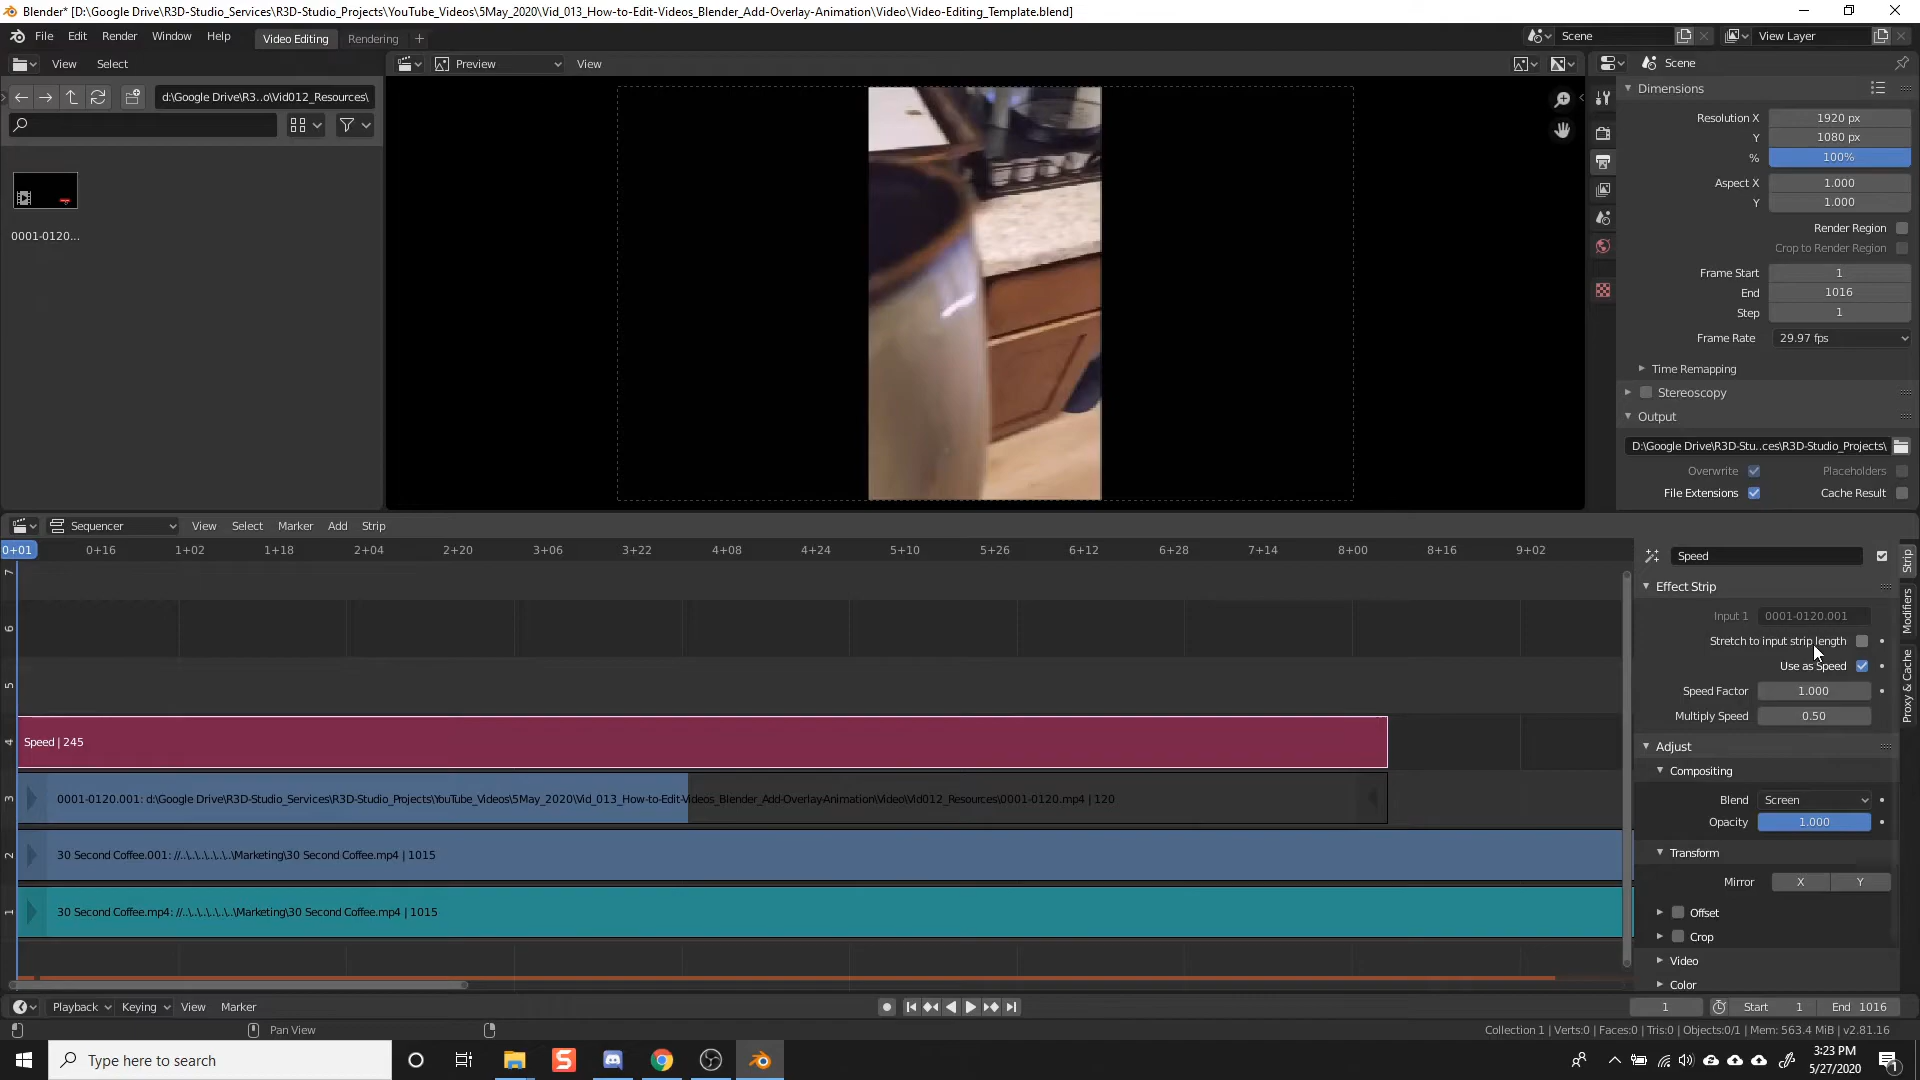 Blender* [D:\Google Drive\R3D-Studio_Services\R3D-Studio_Projects\YouTube_Videos\5May_2020\Vid_013_How-to-Edit-Videos_Blender_Add-Overlay-Animation\Video\Video-Editing_Template.blend]
File Edit Render Window Help Video Editing Rendering + Scene View Layer
View Select Preview View Scene
d:\Google Drive\R3..o\Vid012_Resources\
0001-0120...
Dimensions
Resolution X 1920 px
Y 1080 px
% 100%
Aspect X 1.000
Y 1.000
Render Region
Crop to Render Region
Frame Start 1
End 1016
Step 1
Frame Rate 29.97 fps
Time Remapping
Stereoscopy
Output
D:\Google Drive\R3D-Stu..ces\R3D-Studio_Projects\
Overwrite Placeholders
File Extensions Cache Result
Sequencer View Select Marker Add Strip
0+01 0+16 1+02 1+18 2+04 2+20 3+06 3+22 4+08 4+24 5+10 5+26 6+12 6+28 7+14 8+00 8+16 9+02
7
6
5
4
3
2
1
Speed | 245
0001-0120.001: d:\Google Drive\R3D-Studio_Services\R3D-Studio_Projects\YouTube_Videos\5May_2020\Vid_013_How-to-Edit-Videos_Blender_Add-Overlay-Animation\Video\Vid012_Resources\0001-0120.mp4 | 120
30 Second Coffee.001: //..\..\..\..\..\..\Marketing\30 Second Coffee.mp4 | 1015
30 Second Coffee.mp4: //..\..\..\..\..\..\Marketing\30 Second Coffee.mp4 | 1015
Speed
Strip
Modifiers
Proxy & Cache
Effect Strip
Input 1 0001-0120.001
Stretch to input strip length
Use as Speed
Speed Factor 1.000
Multiply Speed 0.50
Adjust
Compositing
Blend Screen
Opacity 1.000
Transform
Mirror X Y
Offset
Crop
Video
Color
Playback Keying View Marker 1 Start 1 End 1016
Pan View Collection 1 | Verts:0 | Faces:0 | Tris:0 | Objects:0/1 | Mem: 563.4 MiB | v2.81.16
Type here to search
3:23 PM
5/27/2020
1